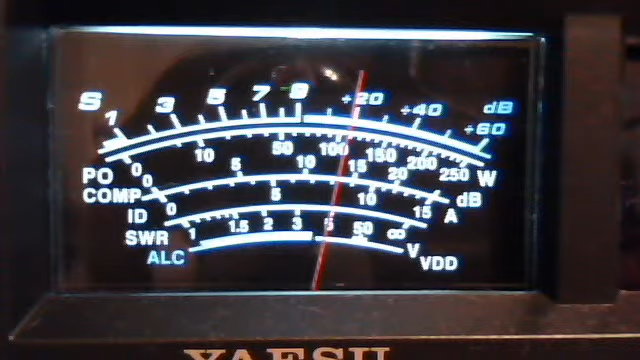 S 1 3 5 7 9 +20 +40 +60 dB
PO 0 10 50 100 150 200 250 W
COMP 0 5 10 15 20 dB
ID 0 5 10 15 A
SWR 1 1.5 2 3 5 50 ∞
ALC V VDD
YAESU